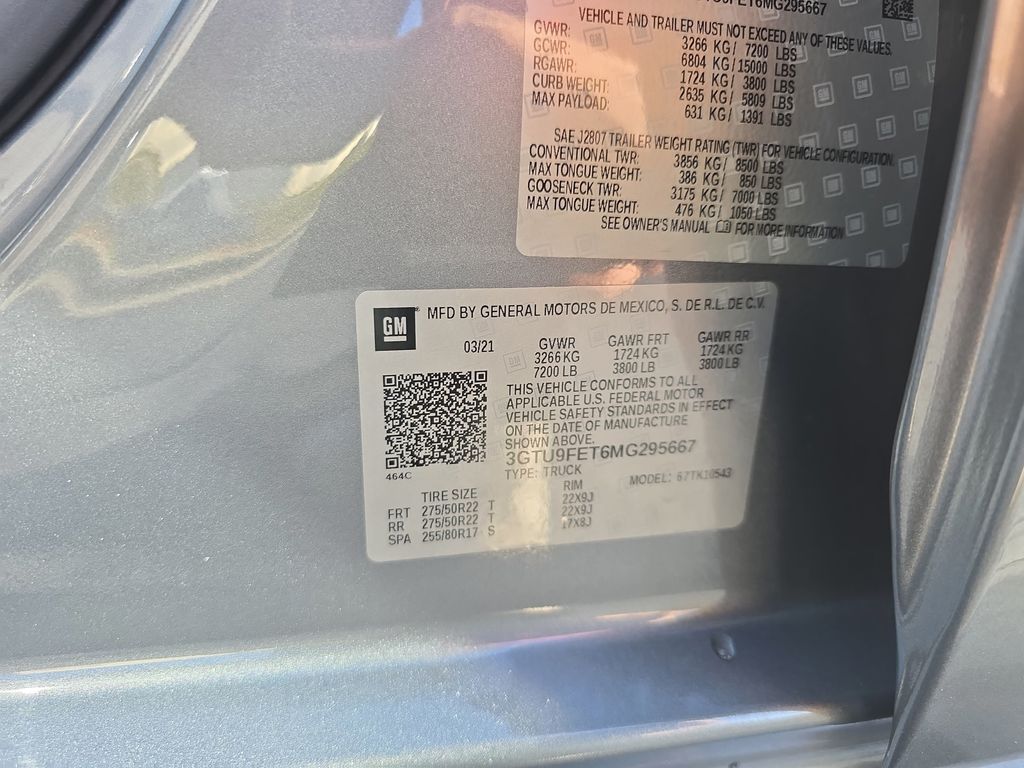 VEHICLE AND TRAILER MUST NOT EXCEED ANY OF THESE VALUES.
GVWR: 3266 KG/ 7200 LBS
GCWR: 6804 KG/15000 LBS
RGAWR: 1724 KG/ 3800 LBS
CURB WEIGHT: 2635 KG/ 5809 LBS
MAX PAYLOAD: 631 KG/ 1391 LBS
SAE J2807 TRAILER WEIGHT RATING (TWR) FOR VEHICLE CONFIGURATION.
CONVENTIONAL TWR: 3856 KG/ 8500 LBS
MAX TONGUE WEIGHT: 386 KG/ 850 LBS
GOOSENECK TWR: 3175 KG/ 7000 LBS
MAX TONGUE WEIGHT: 476 KG/ 1050 LBS
SEE OWNER'S MANUAL FOR MORE INFORMATION
GM MFD BY GENERAL MOTORS DE MEXICO, S. DE R.L. DE C.V.
03/21 GVWR GAWR FRT GAWR RR
3266 KG 1724 KG 1724 KG
7200 LB 3800 LB 3800 LB
THIS VEHICLE CONFORMS TO ALL
APPLICABLE U.S. FEDERAL MOTOR
VEHICLE SAFETY STANDARDS IN EFFECT
ON THE DATE OF MANUFACTURE
SHOWN ABOVE.
3GTU9FET6MG295667
464C TYPE: TRUCK MODEL: 67TK10543
TIRE SIZE RIM
FRT 275/50R22 T 22X9J
RR 275/50R22 T 22X9J
SPA 255/80R17 S 17X8J